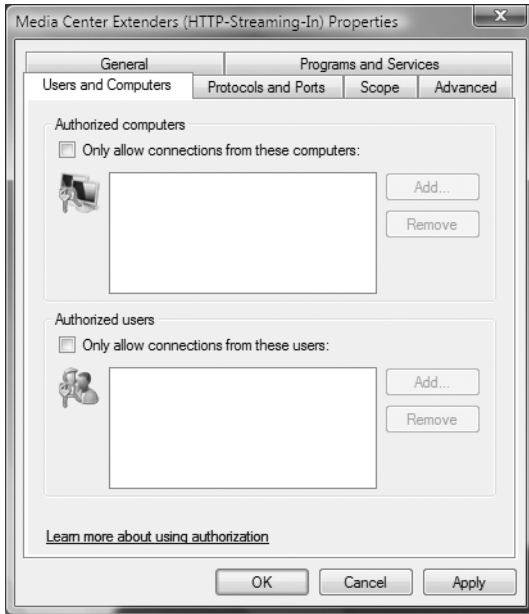 Media Center Extenders (HTTP-Streaming-In) Properties
General
Programs and Services
Users and Computers
Protocols and Ports
Scope
Advanced
Authorized computers
Only allow connections from these computers:
Add...
Remove
Authorized users
Only allow connections from these users:
Add...
Remove
Learn more about using authorization
OK
Cancel
Apply